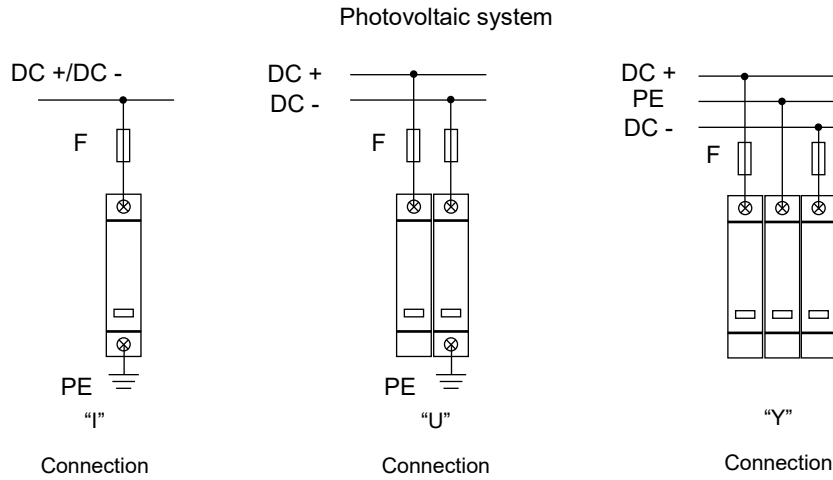 Photovoltaic system
DC +/DC -
F
PE
“I”
Connection
DC +
DC -
F
PE
“U”
Connection
DC +
PE
DC -
F
“Y”
Connection